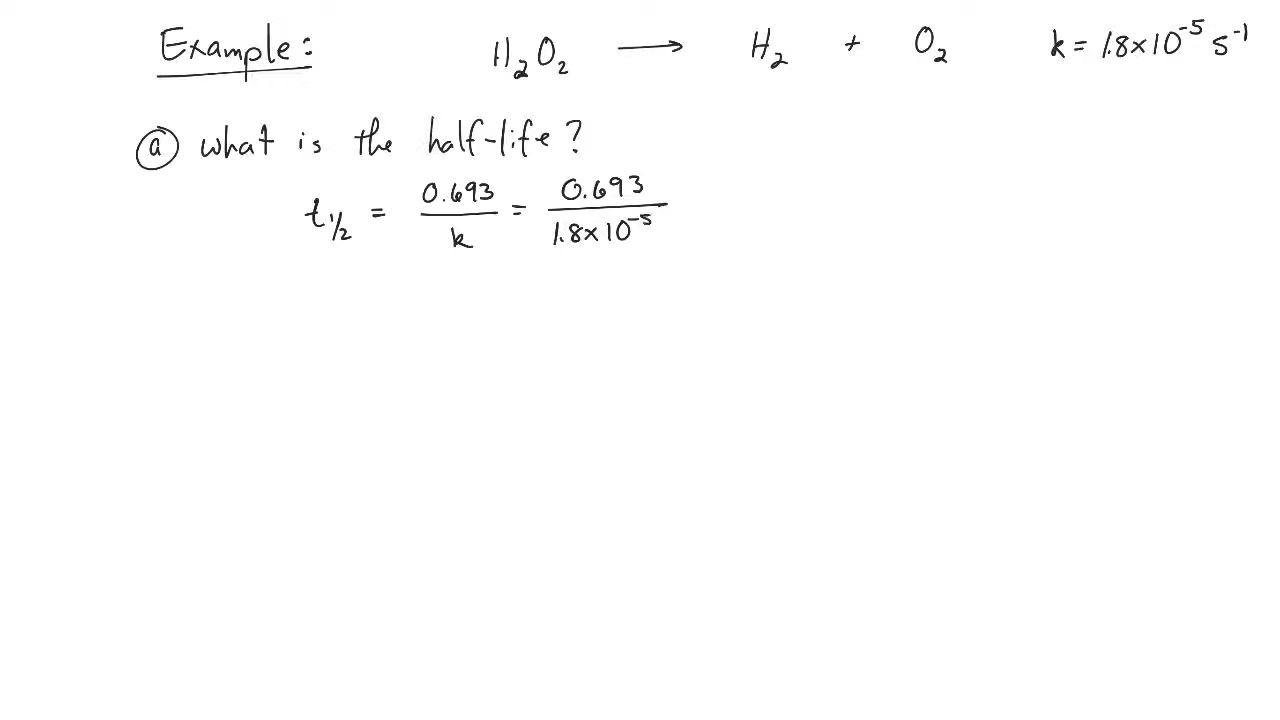 Example: H₂O₂ → H₂ + O₂ k = 1.8×10⁻⁵ s⁻¹
ⓐ what is the half-life?
t½ = 0.693/k = 0.693/1.8×10⁻⁵